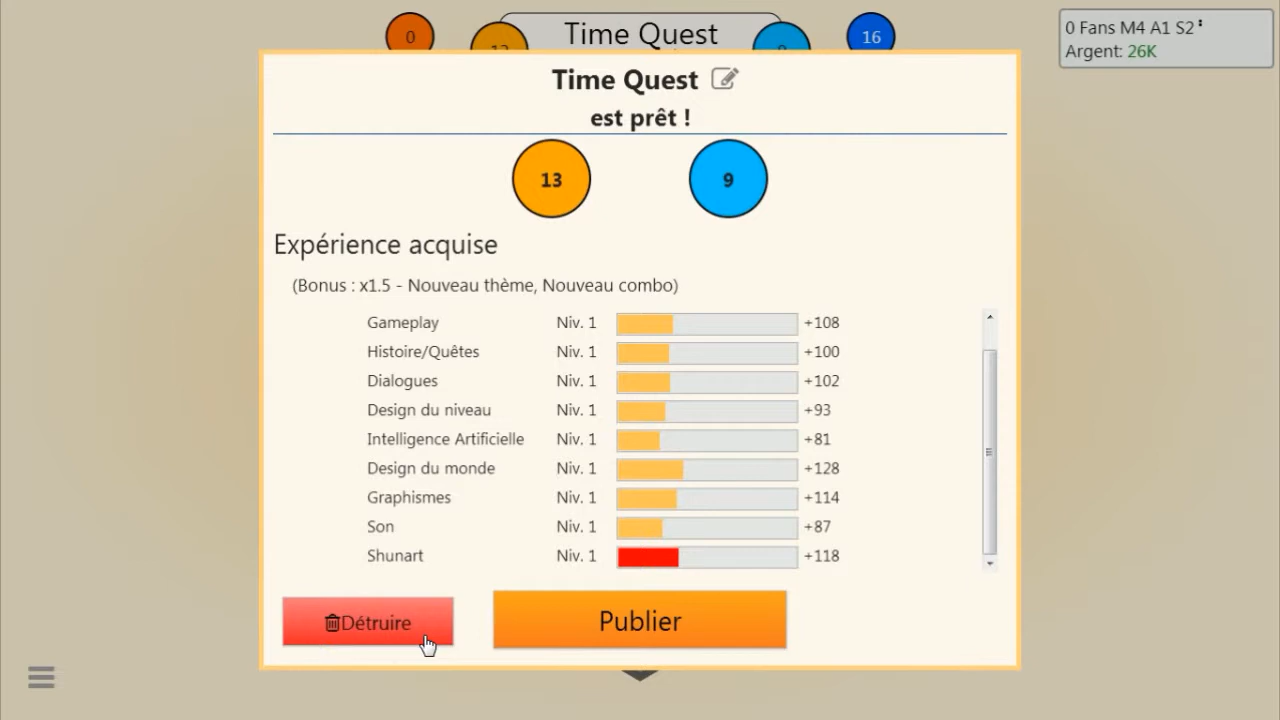 0
Time Quest
16
0 Fans M4 A1 S2
Argent: 26K
Time Quest
est prêt !
13
9
Expérience acquise
(Bonus : x1.5 - Nouveau thème, Nouveau combo)
Gameplay Niv. 1 +108
Histoire/Quêtes Niv. 1 +100
Dialogues Niv. 1 +102
Design du niveau Niv. 1 +93
Intelligence Artificielle Niv. 1 +81
Design du monde Niv. 1 +128
Graphismes Niv. 1 +114
Son Niv. 1 +87
Shunart Niv. 1 +118
Détruire
Publier